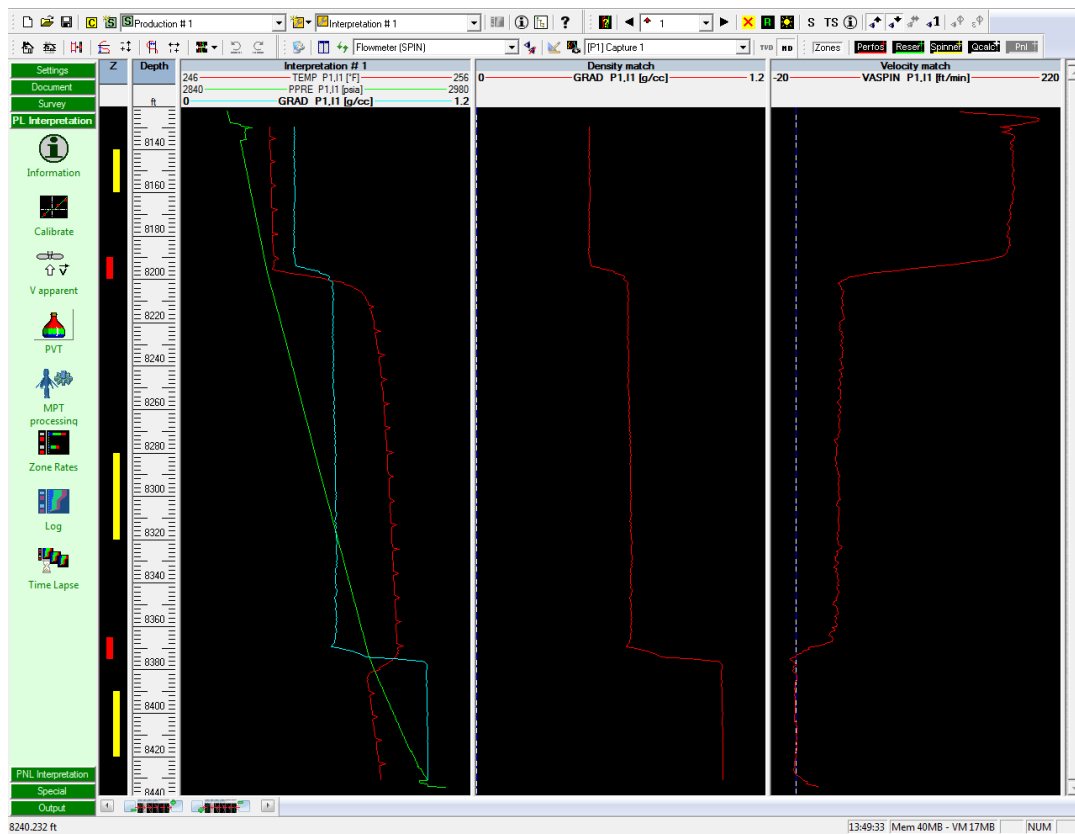 Production # 1
Interpretation # 1
1
S TS
Flowmeter (SPIN)
[P1] Capture 1
TVD MD Zones Perfos Reser Spinner Qcalc Pnl
Settings
Document
Survey
PL Interpretation
Information
Calibrate
V apparent
PVT
MPT
processing
Zone Rates
Log
Time Lapse
PNL Interpretation
Special
Output
Z
Depth
ft
8140
8160
8180
8200
8220
8240
8260
8280
8300
8320
8340
8360
8380
8400
8420
8440
Interpretation # 1
246 TEMP P1,I1 [°F] 256
2840 PPRE P1,I1 [psia] 2980
0 GRAD P1,I1 [g/cc] 1.2
Density match
0 GRAD P1,I1 [g/cc] 1.2
Velocity match
-20 VASPIN P1,I1 [ft/min] 220
8240.232 ft
13:49:33 Mem 40MB - VM 17MB NUM